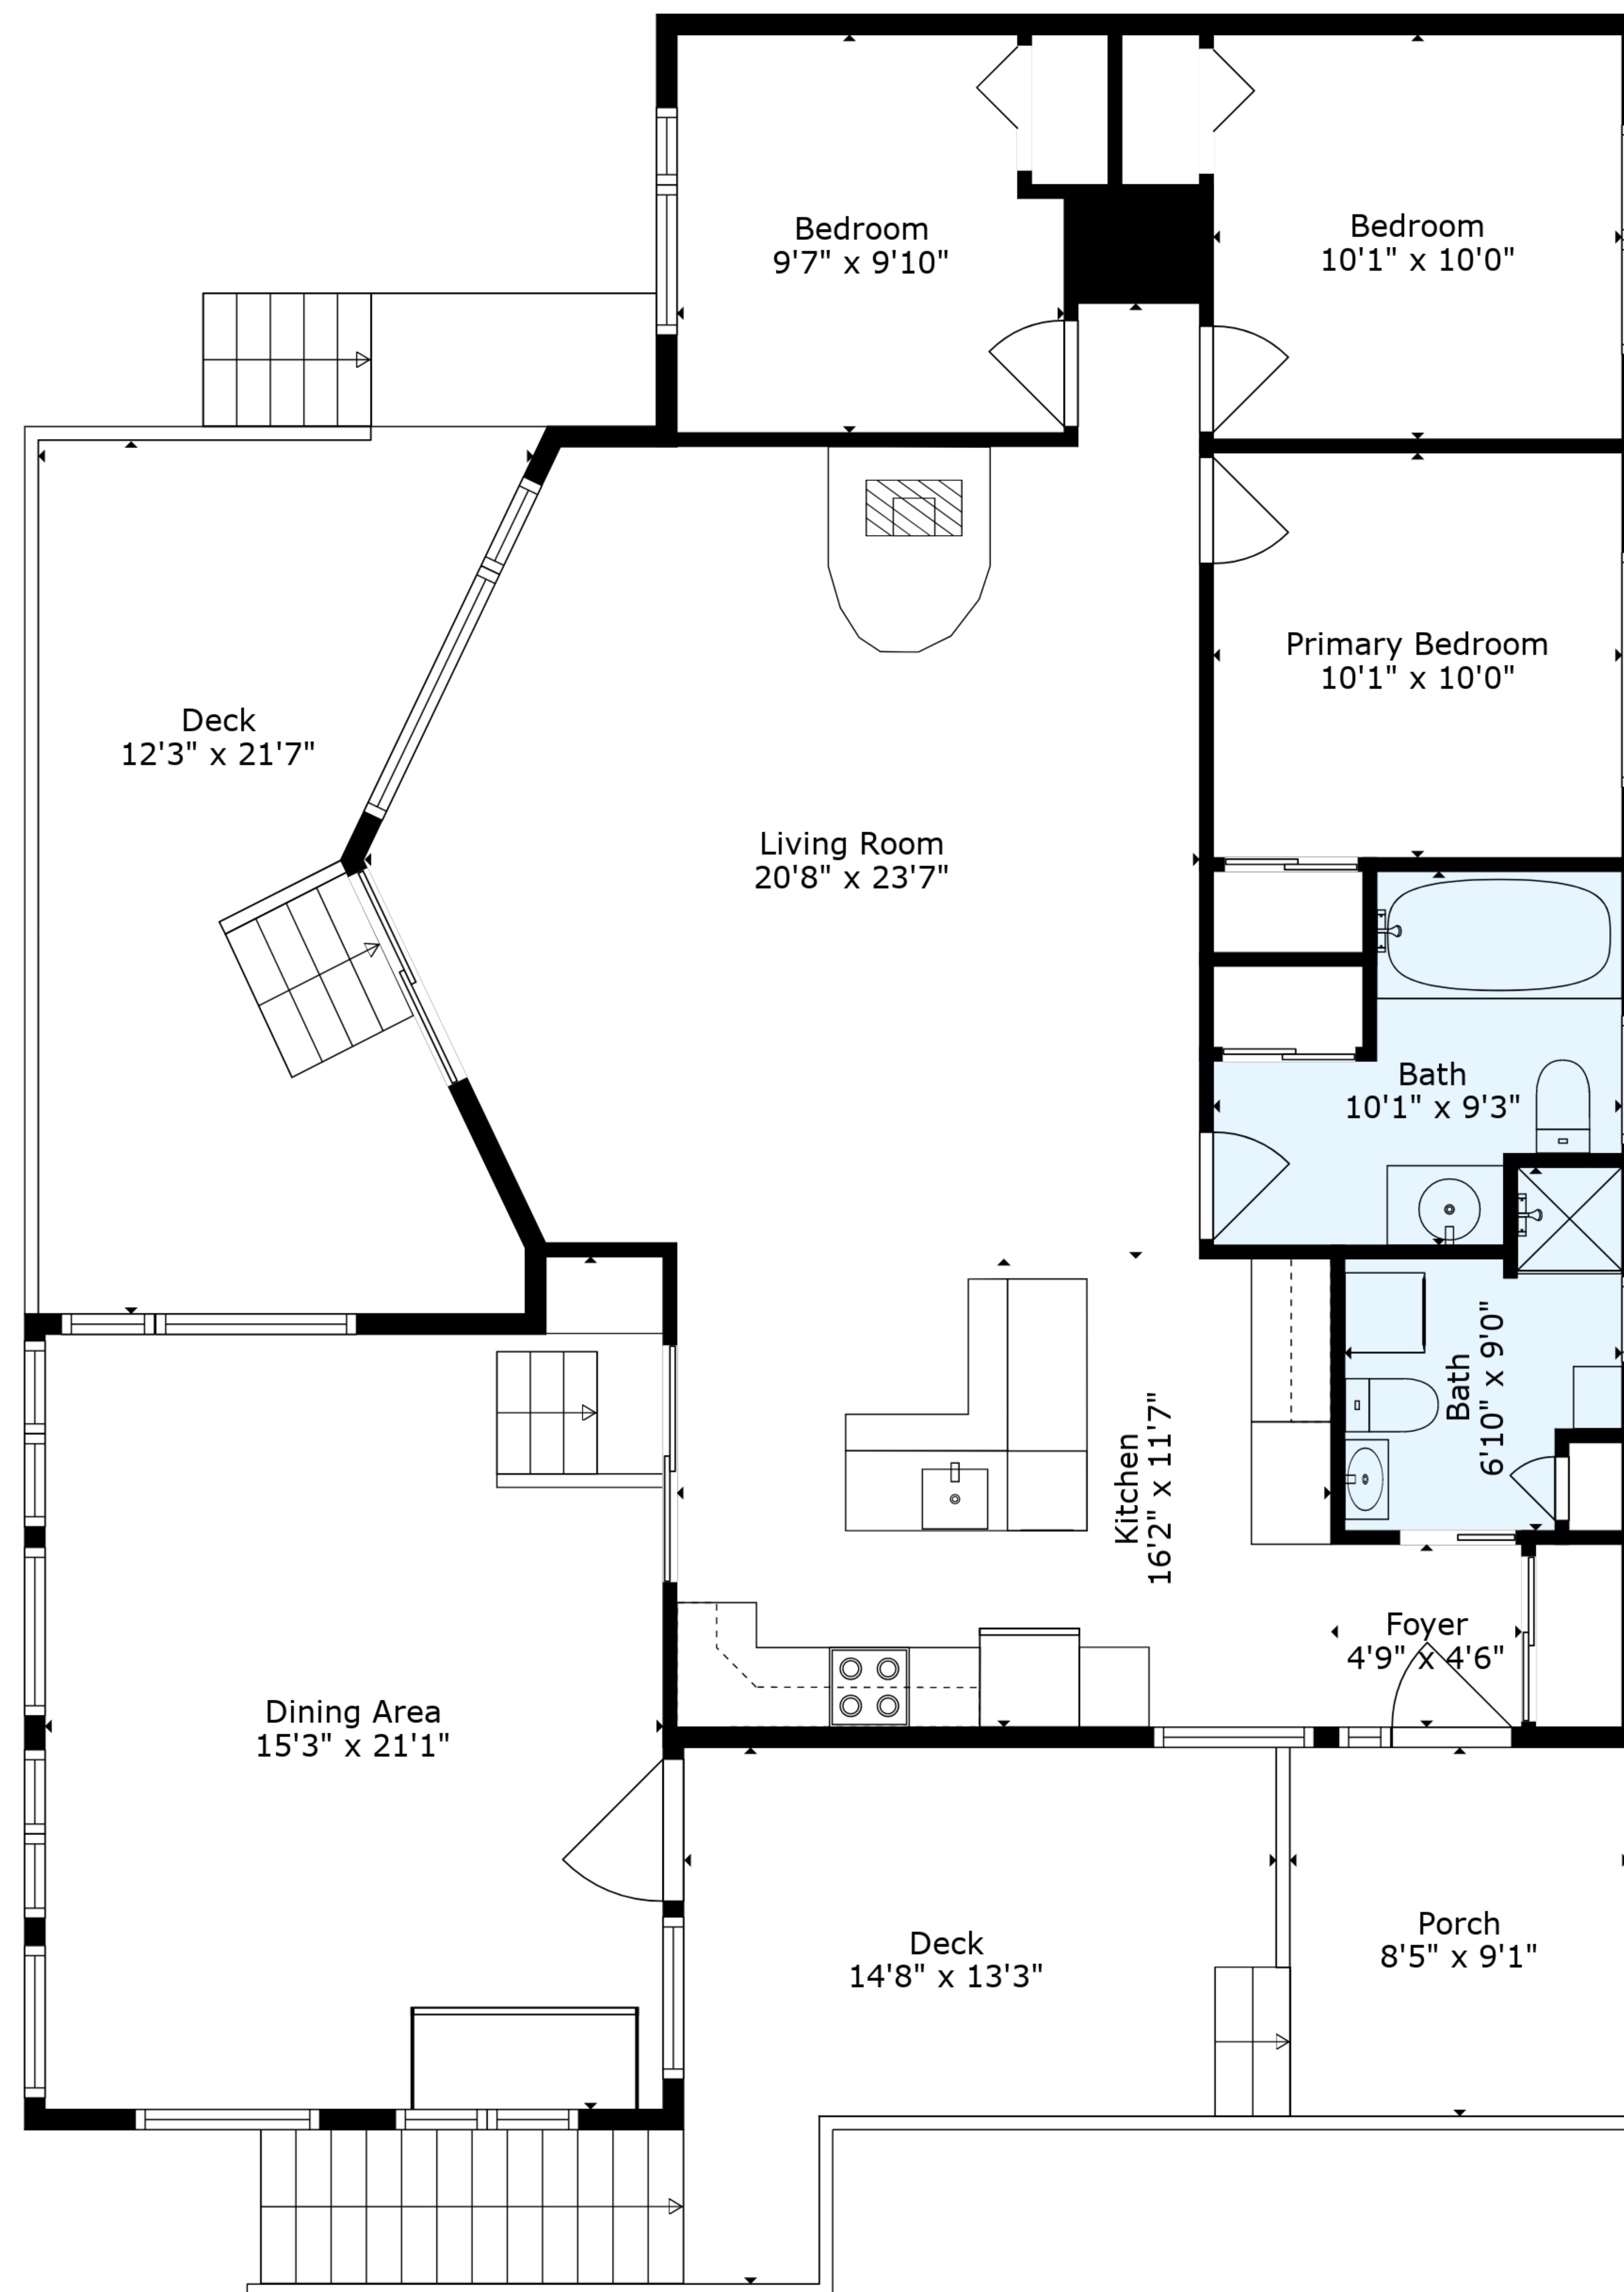 Bedroom
9'7" x 9'10"
Bedroom
10'1" x 10'0"
Primary Bedroom
10'1" x 10'0"
Deck
12'3" x 21'7"
Living Room
20'8" x 23'7"
Bath
10'1" x 9'3"
Bath
6'10" x 9'0"
Kitchen
16'2" x 11'7"
Foyer
4'9" x 4'6"
Dining Area
15'3" x 21'1"
Deck
14'8" x 13'3"
Porch
8'5" x 9'1"